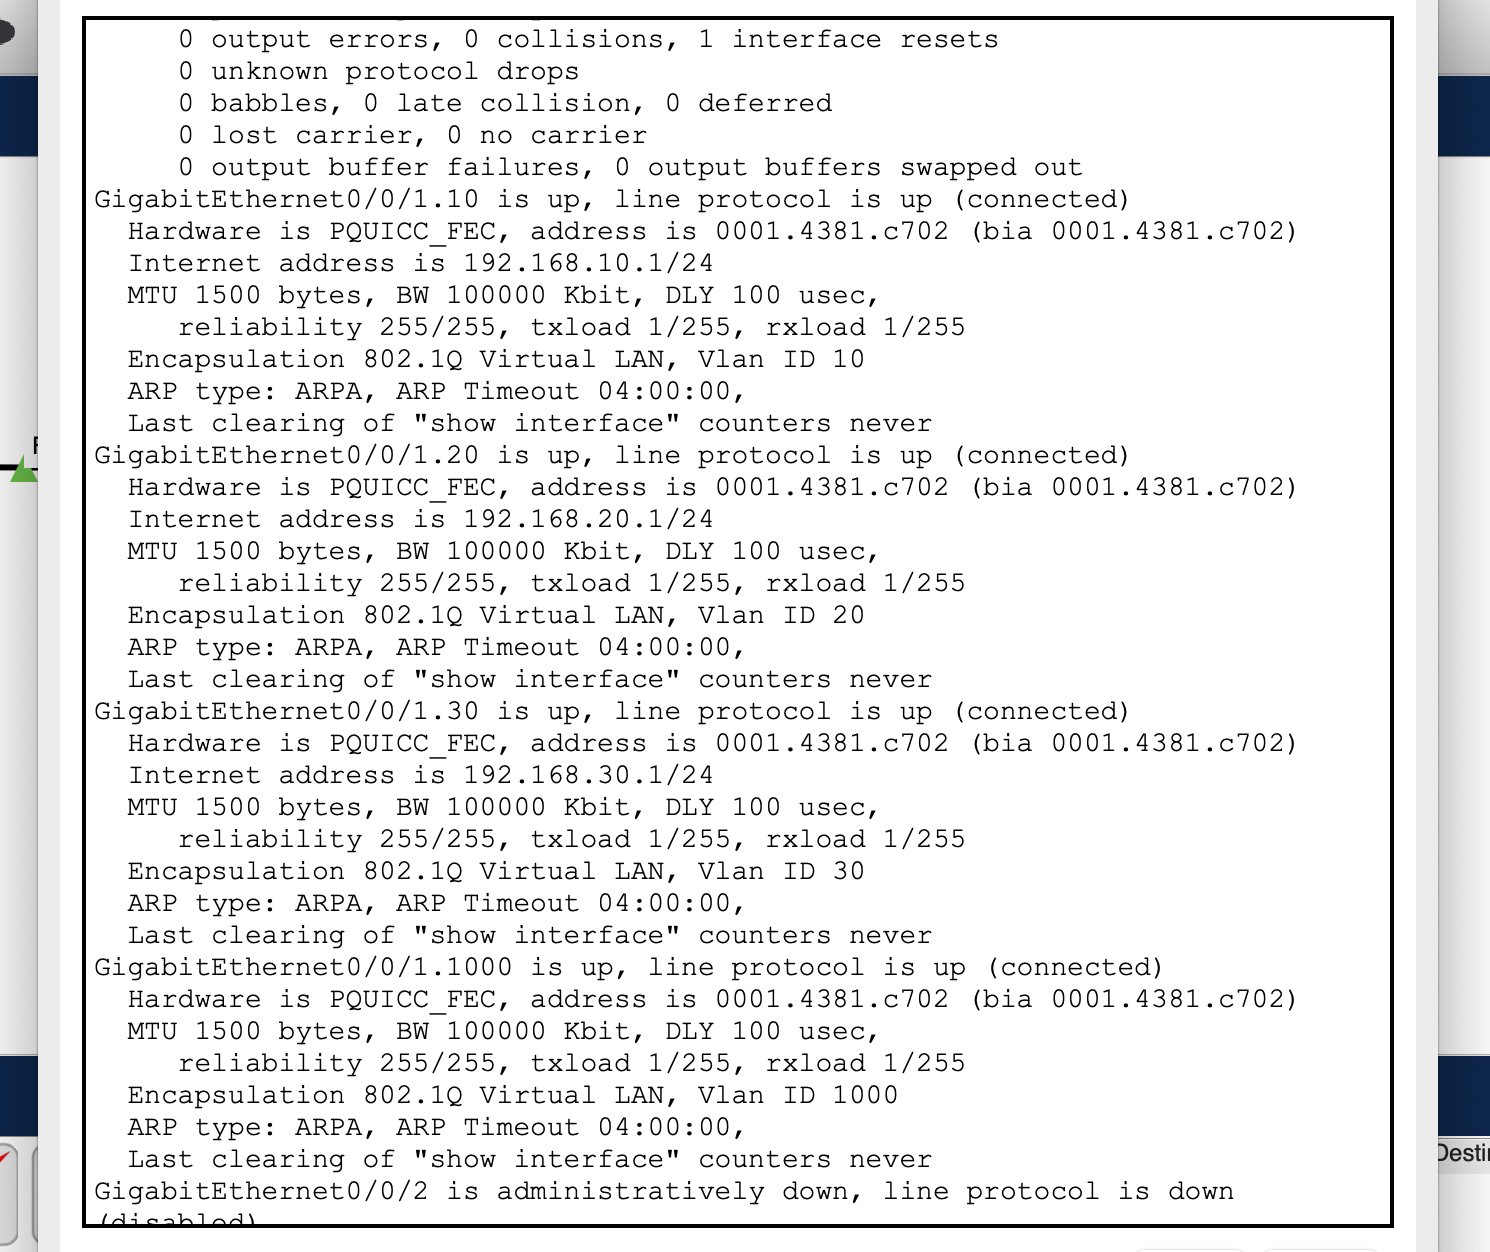 0 output errors, 0 collisions, 1 interface resets
0 unknown protocol drops
0 babbles, 0 late collision, 0 deferred
0 lost carrier, 0 no carrier
0 output buffer failures, 0 output buffers swapped out
GigabitEthernet0/0/1.10 is up, line protocol is up (connected)
Hardware is PQUICC_FEC, address is 0001.4381.c702 (bia 0001.4381.c702)
Internet address is 192.168.10.1/24
MTU 1500 bytes, BW 100000 Kbit, DLY 100 usec,
reliability 255/255, txload 1/255, rxload 1/255
Encapsulation 802.1Q Virtual LAN, Vlan ID 10
ARP type: ARPA, ARP Timeout 04:00:00,
Last clearing of "show interface" counters never
GigabitEthernet0/0/1.20 is up, line protocol is up (connected)
Hardware is PQUICC_FEC, address is 0001.4381.c702 (bia 0001.4381.c702)
Internet address is 192.168.20.1/24
MTU 1500 bytes, BW 100000 Kbit, DLY 100 usec,
reliability 255/255, txload 1/255, rxload 1/255
Encapsulation 802.1Q Virtual LAN, Vlan ID 20
ARP type: ARPA, ARP Timeout 04:00:00,
Last clearing of "show interface" counters never
GigabitEthernet0/0/1.30 is up, line protocol is up (connected)
Hardware is PQUICC_FEC, address is 0001.4381.c702 (bia 0001.4381.c702)
Internet address is 192.168.30.1/24
MTU 1500 bytes, BW 100000 Kbit, DLY 100 usec,
reliability 255/255, txload 1/255, rxload 1/255
Encapsulation 802.1Q Virtual LAN, Vlan ID 30
ARP type: ARPA, ARP Timeout 04:00:00,
Last clearing of "show interface" counters never
GigabitEthernet0/0/1.1000 is up, line protocol is up (connected)
Hardware is PQUICC_FEC, address is 0001.4381.c702 (bia 0001.4381.c702)
MTU 1500 bytes, BW 100000 Kbit, DLY 100 usec,
reliability 255/255, txload 1/255, rxload 1/255
Encapsulation 802.1Q Virtual LAN, Vlan ID 1000
ARP type: ARPA, ARP Timeout 04:00:00,
Last clearing of "show interface" counters never
GigabitEthernet0/0/2 is administratively down, line protocol is down
(disabled)